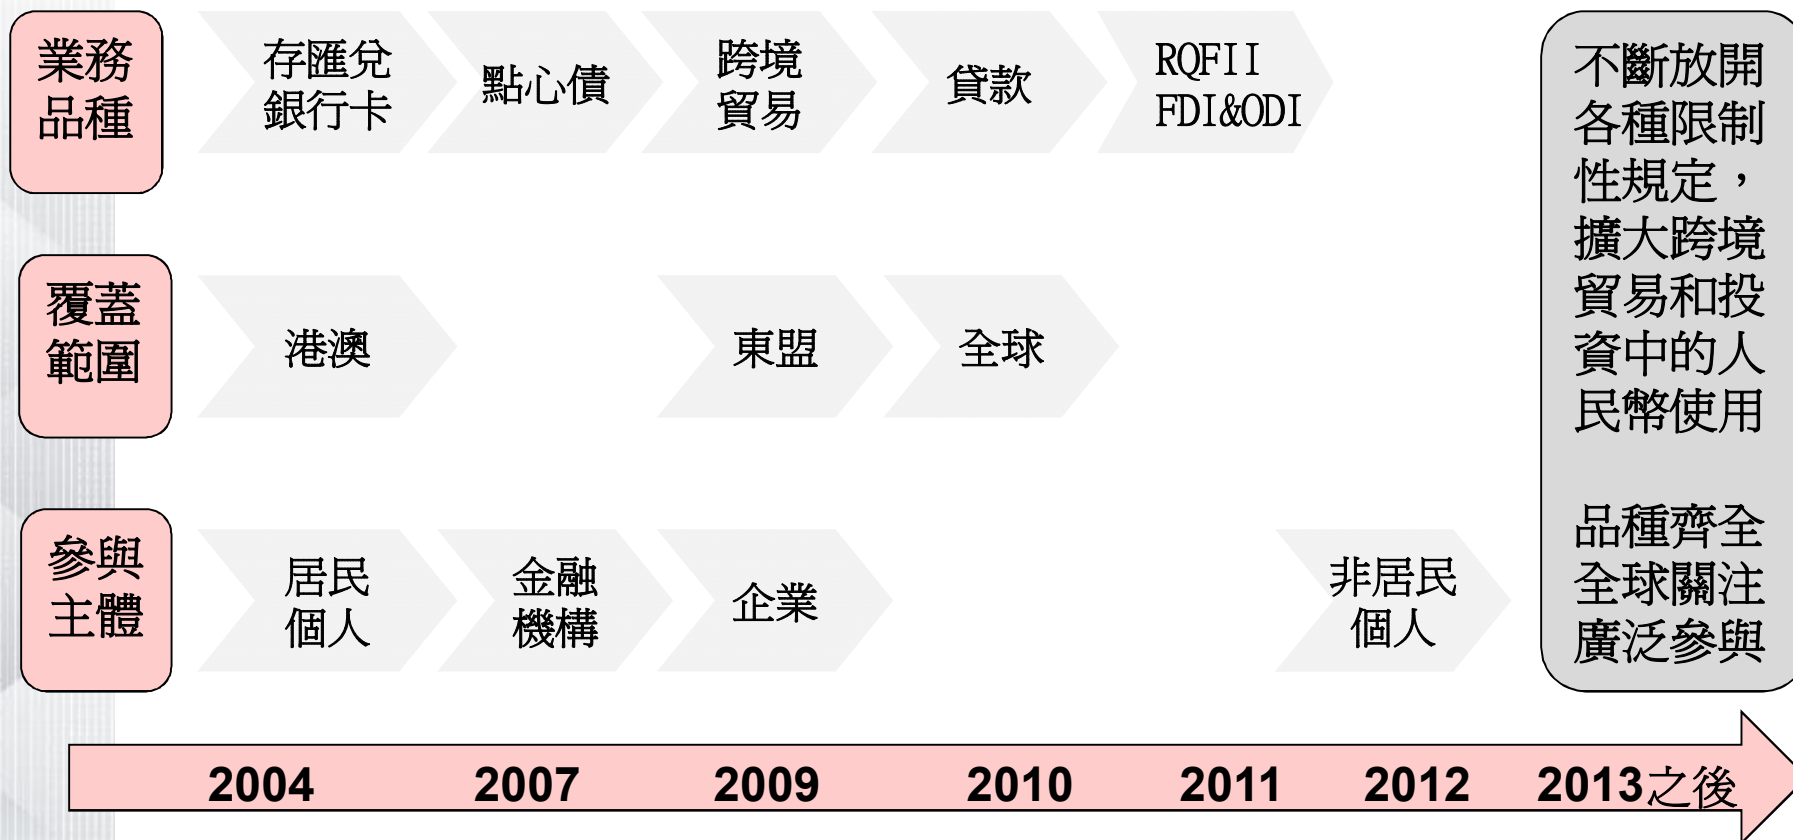 業務
品種
存匯兌
銀行卡
點心債
跨境
貿易
貸款
RQFII
FDI&ODI
覆蓋
範圍
港澳
東盟
全球
參與
主體
居民
個人
金融
機構
企業
非居民
個人
不斷放開
各種限制
性規定，
擴大跨境
貿易和投
資中的人
民幣使用
品種齊全
全球關注
廣泛參與
2004
2007
2009
2010
2011
2012
2013之後